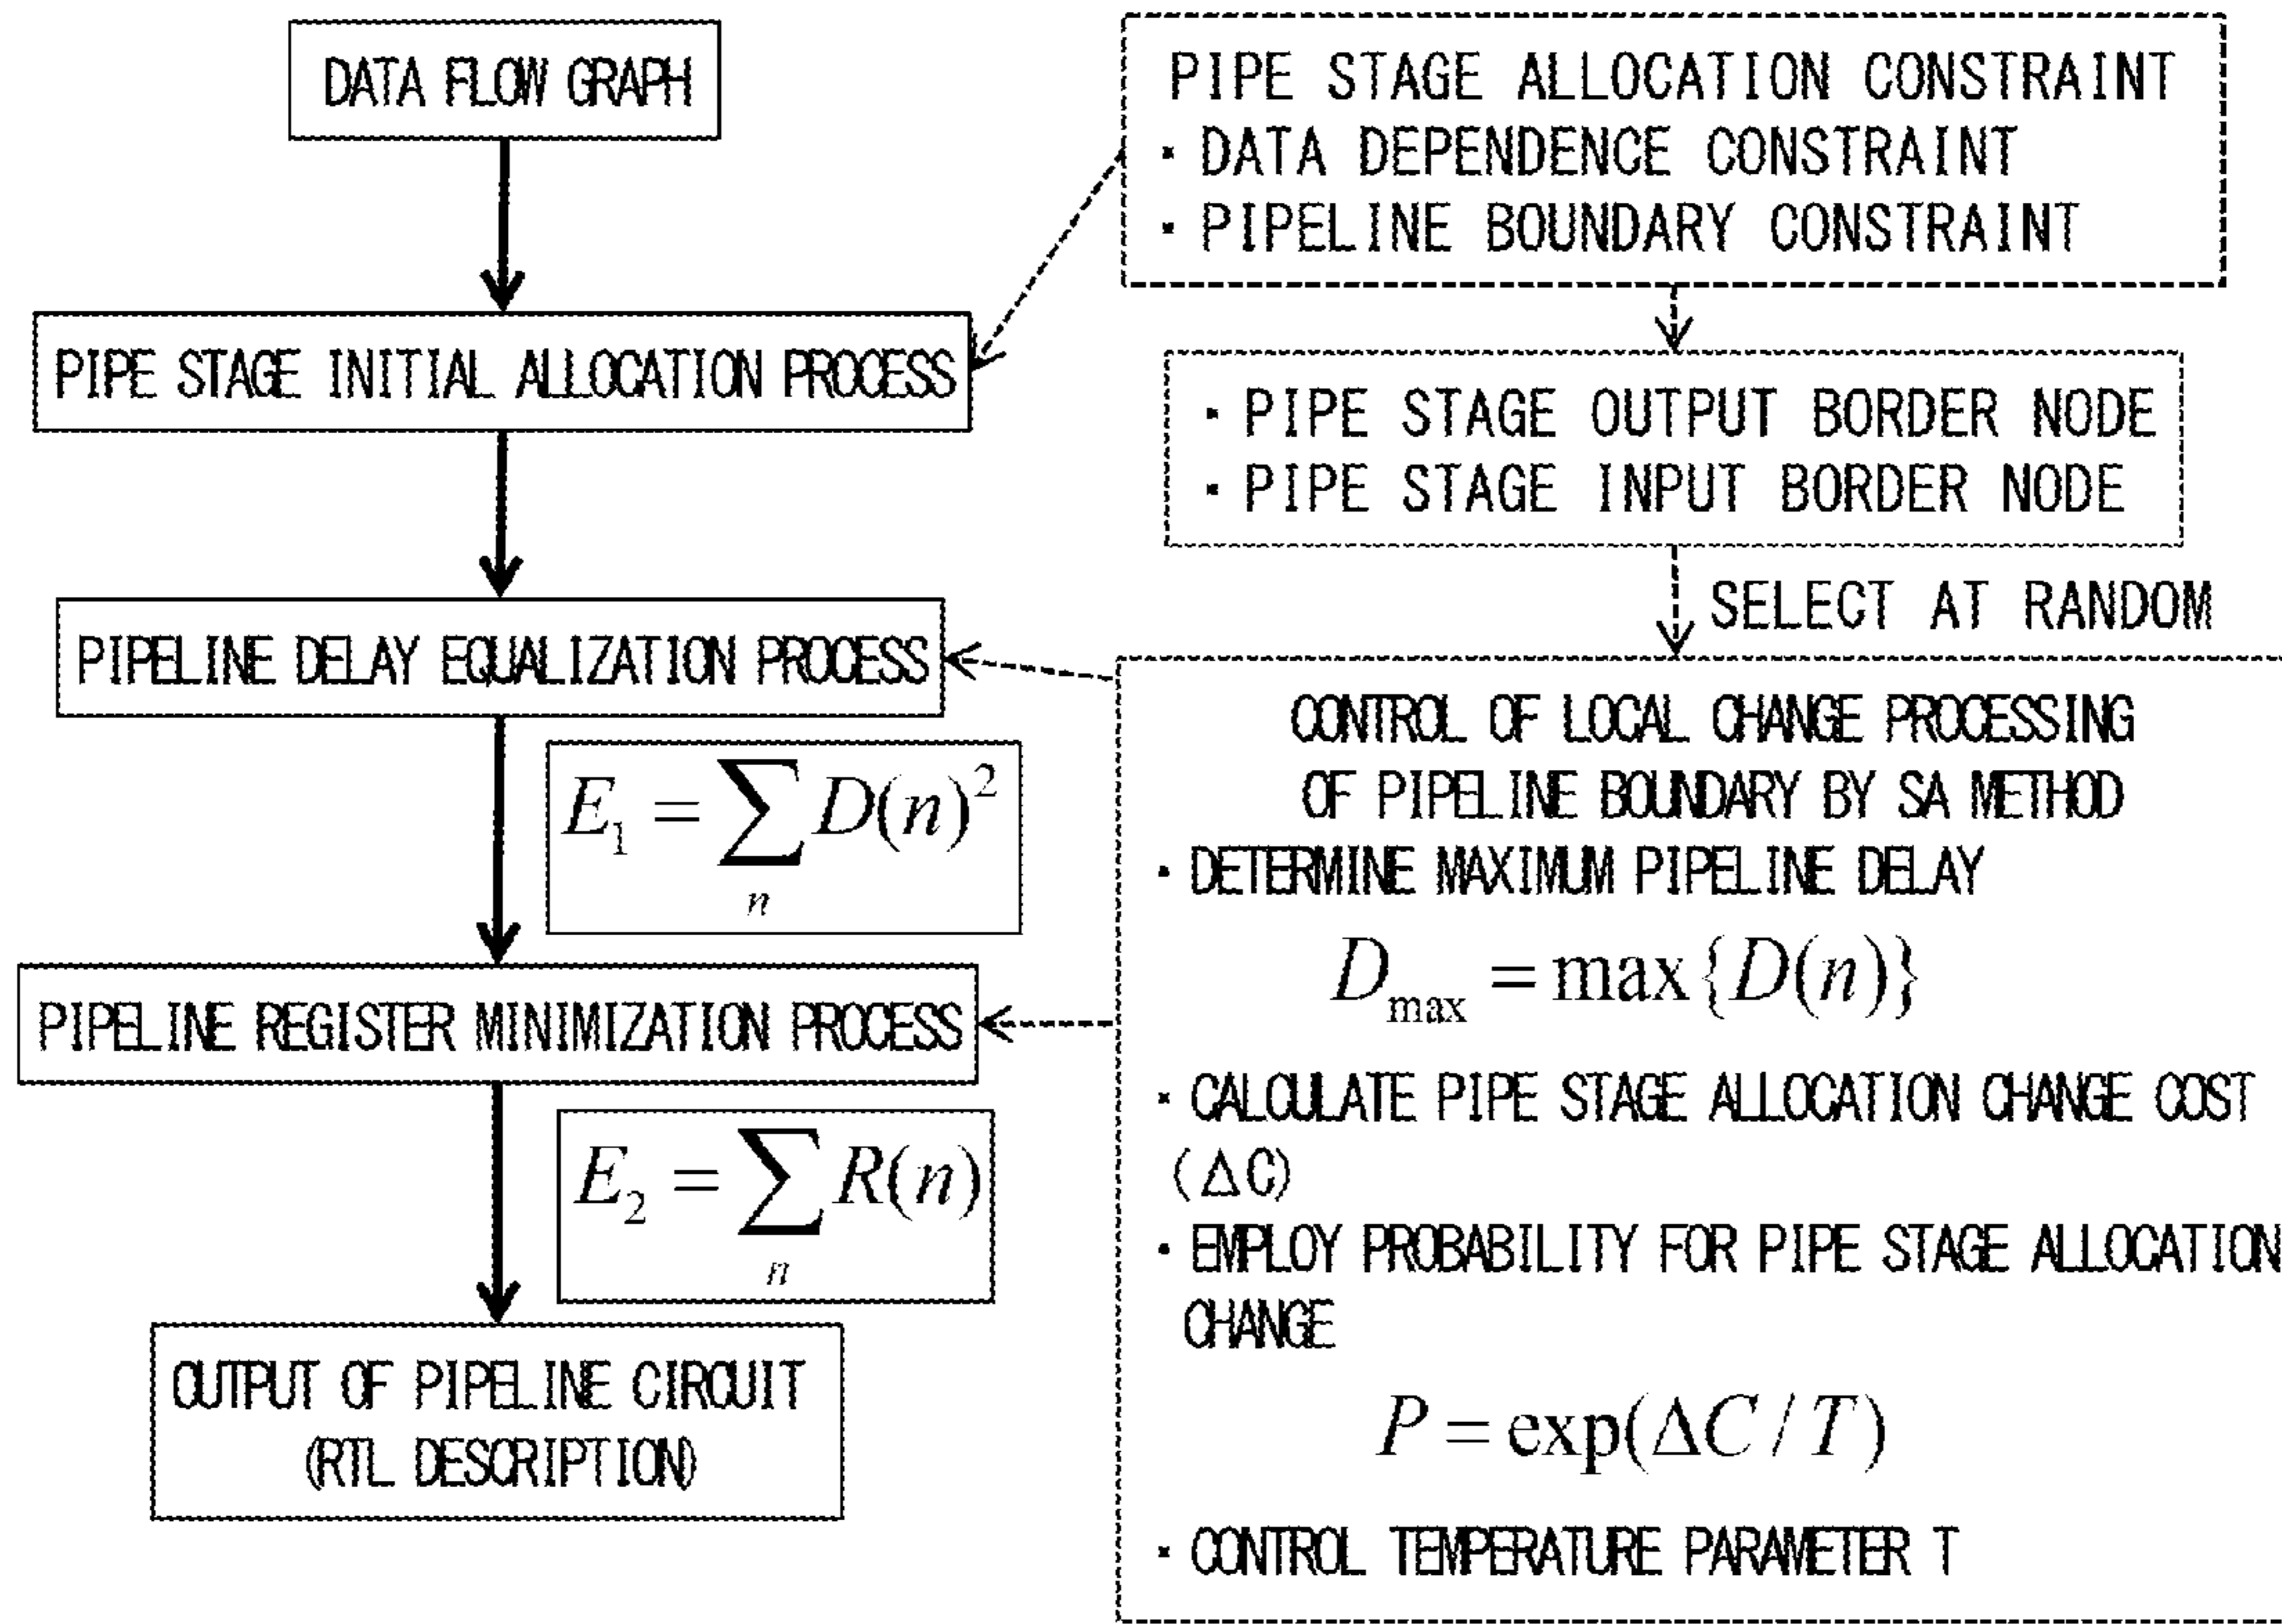 DATA FLOW GRAPH
PIPE STAGE INITIAL ALLOCATION PROCESS
PIPELINE DELAY EQUALIZATION PROCESS
E₁ = ∑ D(n)²
n
PIPELINE REGISTER MINIMIZATION PROCESS
E₂ = ∑ R(n)
n
OUTPUT OF PIPELINE CIRCUIT
(RTL DESCRIPTION)
PIPE STAGE ALLOCATION CONSTRAINT
· DATA DEPENDENCE CONSTRAINT
· PIPELINE BOUNDARY CONSTRAINT
· PIPE STAGE OUTPUT BORDER NODE
· PIPE STAGE INPUT BORDER NODE
SELECT AT RANDOM
CONTROL OF LOCAL CHANGE PROCESSING
OF PIPELINE BOUNDARY BY SA METHOD
· DETERMINE MAXIMUM PIPELINE DELAY
D_max = max{D(n)}
· CALCULATE PIPE STAGE ALLOCATION CHANGE COST
(ΔC)
· EMPLOY PROBABILITY FOR PIPE STAGE ALLOCATION
CHANGE
P = exp(ΔC / T)
· CONTROL TEMPERATURE PARAMETER T